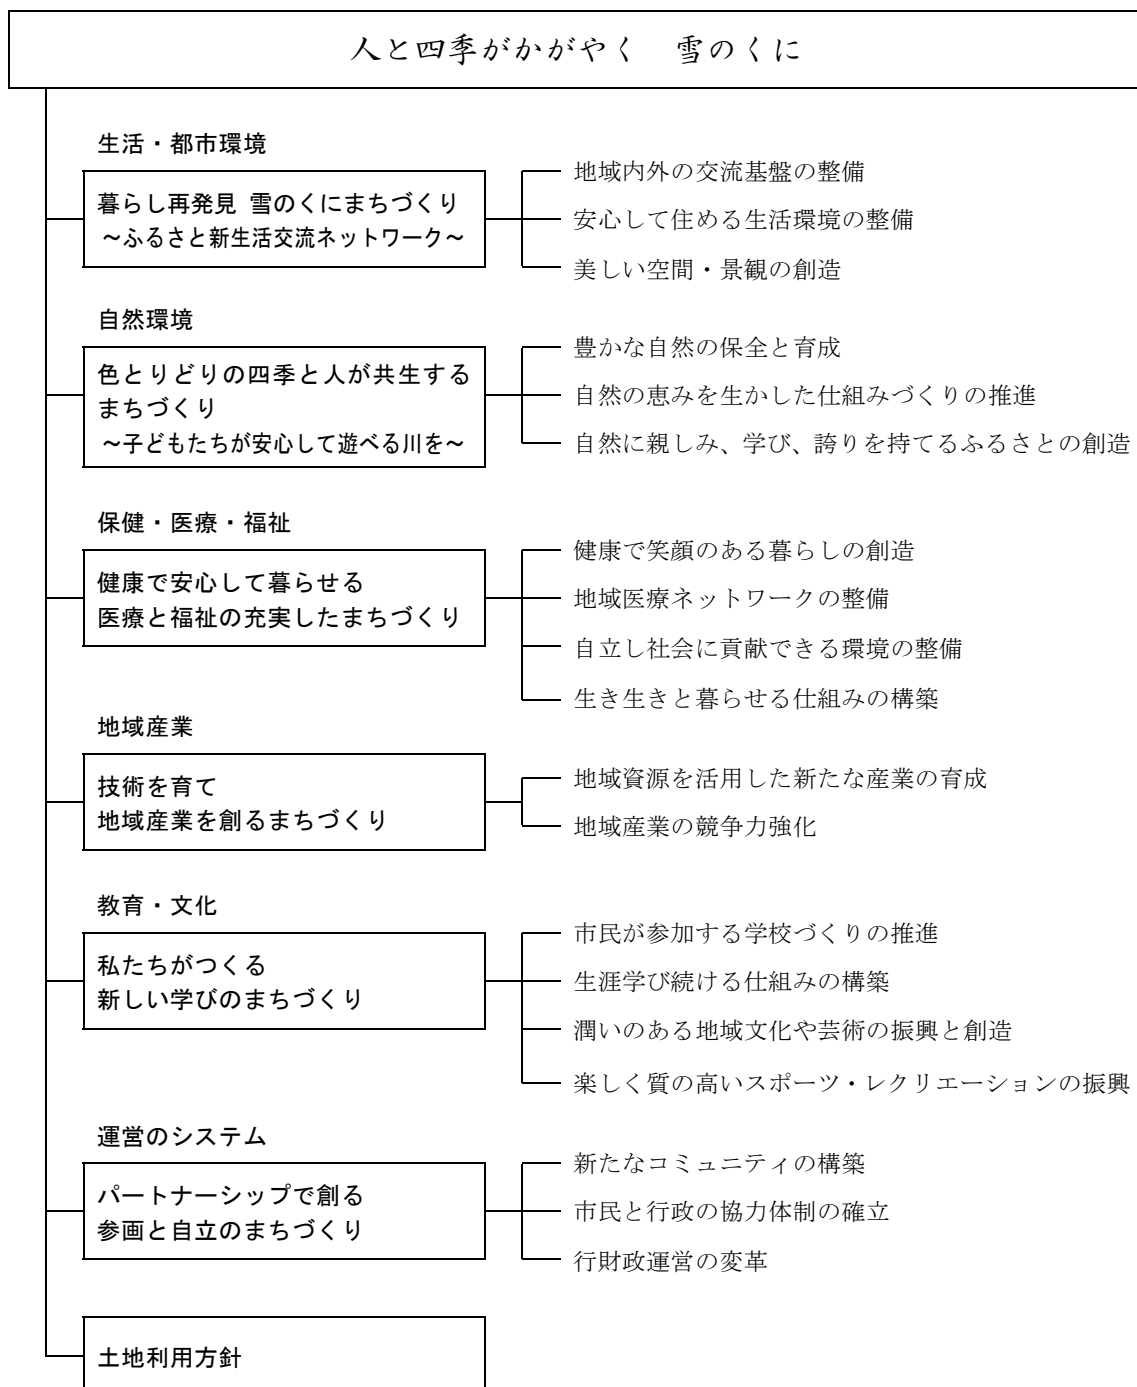 人と四季がかがやく　雪のくに
生活・都市環境
暮らし再発見 雪のくにまちづくり
～ふるさと新生活交流ネットワーク～
地域内外の交流基盤の整備
安心して住める生活環境の整備
美しい空間・景観の創造
自然環境
色とりどりの四季と人が共生する
まちづくり
～子どもたちが安心して遊べる川を～
豊かな自然の保全と育成
自然の恵みを生かした仕組みづくりの推進
自然に親しみ、学び、誇りを持てるふるさとの創造
保健・医療・福祉
健康で安心して暮らせる
医療と福祉の充実したまちづくり
健康で笑顔のある暮らしの創造
地域医療ネットワークの整備
自立し社会に貢献できる環境の整備
生き生きと暮らせる仕組みの構築
地域産業
技術を育て
地域産業を創るまちづくり
地域資源を活用した新たな産業の育成
地域産業の競争力強化
教育・文化
私たちがつくる
新しい学びのまちづくり
市民が参加する学校づくりの推進
生涯学び続ける仕組みの構築
潤いのある地域文化や芸術の振興と創造
楽しく質の高いスポーツ・レクリエーションの振興
運営のシステム
パートナーシップで創る
参画と自立のまちづくり
新たなコミュニティの構築
市民と行政の協力体制の確立
行財政運営の変革
土地利用方針